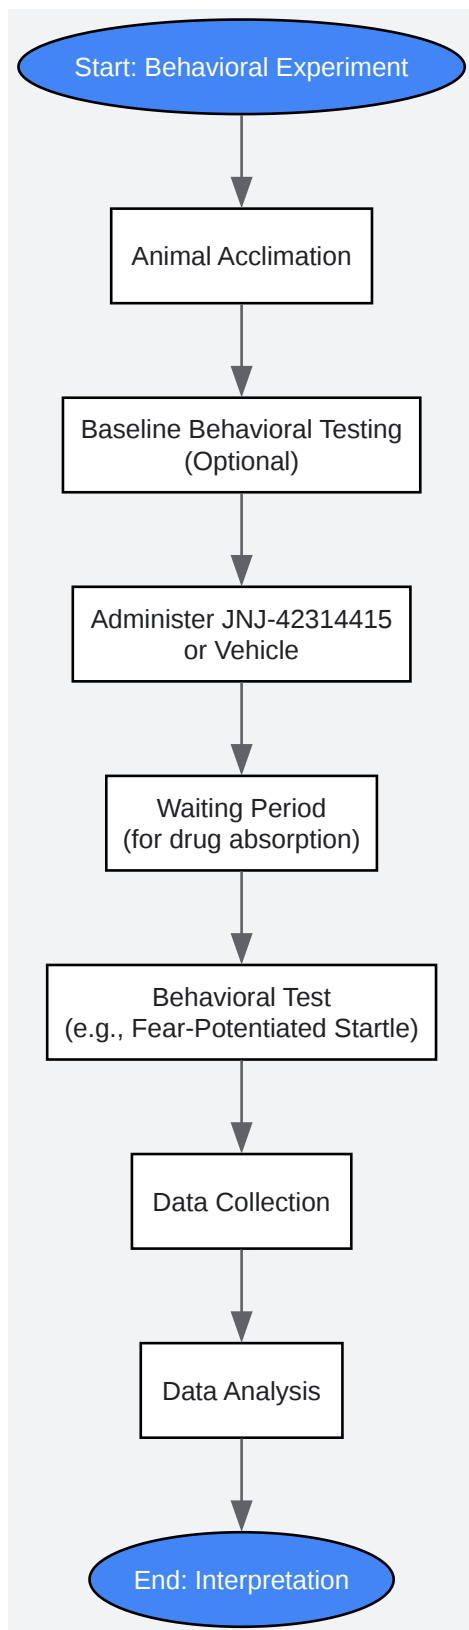 Start: Behavioral Experiment
Animal Acclimation
Baseline Behavioral Testing
(Optional)
Administer JNJ-42314415
or Vehicle
Waiting Period
(for drug absorption)
Behavioral Test
(e.g., Fear-Potentiated Startle)
Data Collection
Data Analysis
End: Interpretation